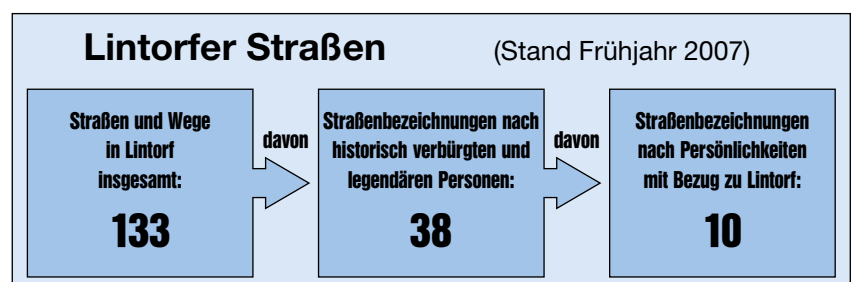 Lintorfer Straßen (Stand Frühjahr 2007)
Straßen und Wege
in Lintorf
insgesamt:
133
davon
Straßenbezeichnungen nach
historisch verbürgten und
legendären Personen:
38
davon
Straßenbezeichnungen
nach Persönlichkeiten
mit Bezug zu Lintorf:
10